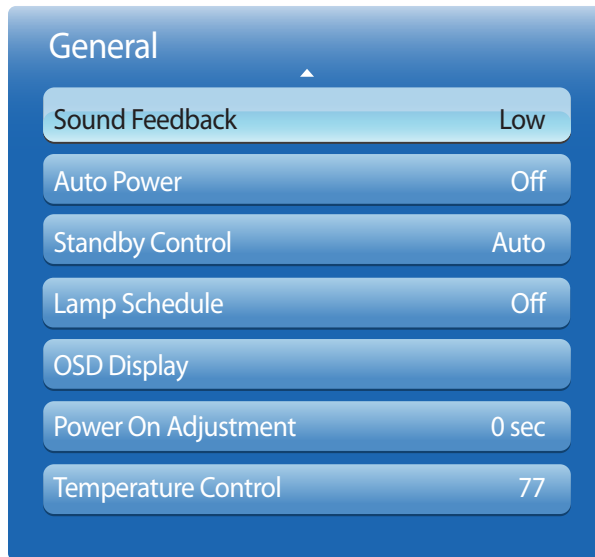 General
Sound Feedback Low
Auto Power Off
Standby Control Auto
Lamp Schedule Off
OSD Display
Power On Adjustment 0 sec
Temperature Control 77